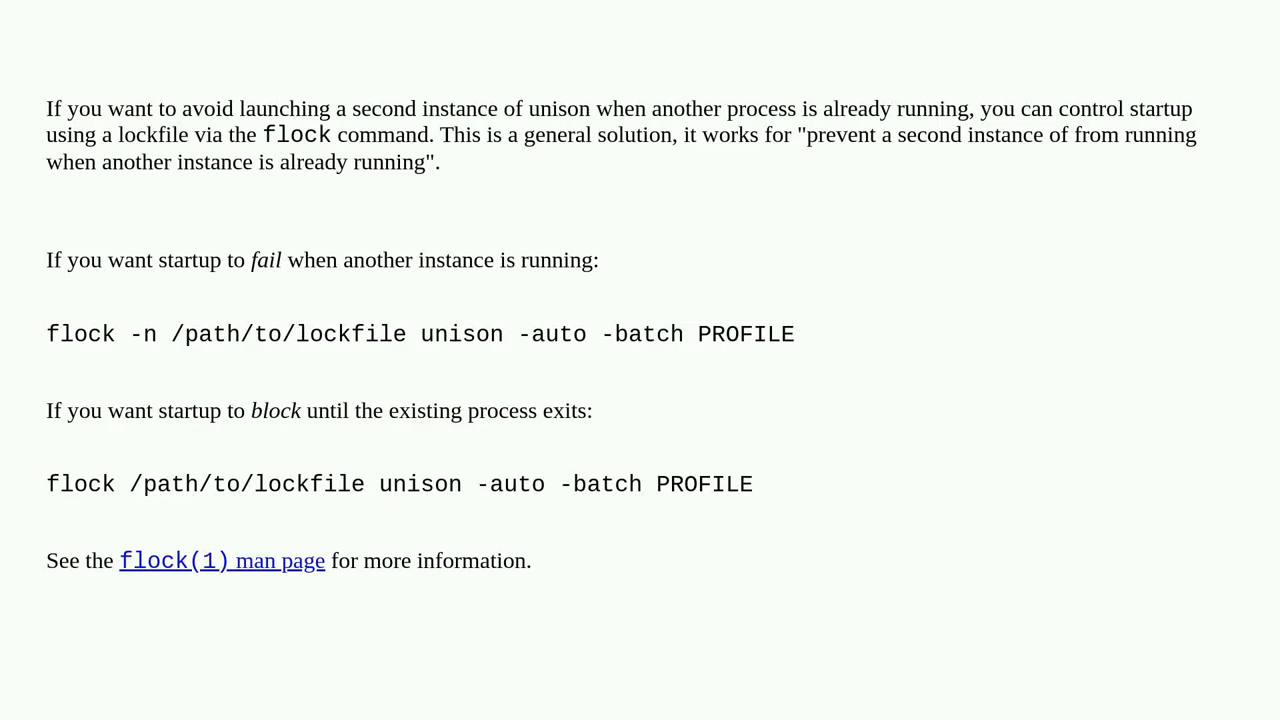 If you want to avoid launching a second instance of unison when another process is already running, you can control startup
using a lockfile via the flock command. This is a general solution, it works for "prevent a second instance of from running
when another instance is already running".
If you want startup to fail when another instance is running:
flock -n /path/to/lockfile unison -auto -batch PROFILE
If you want startup to block until the existing process exits:
flock /path/to/lockfile unison -auto -batch PROFILE
See the flock(1) man page for more information.